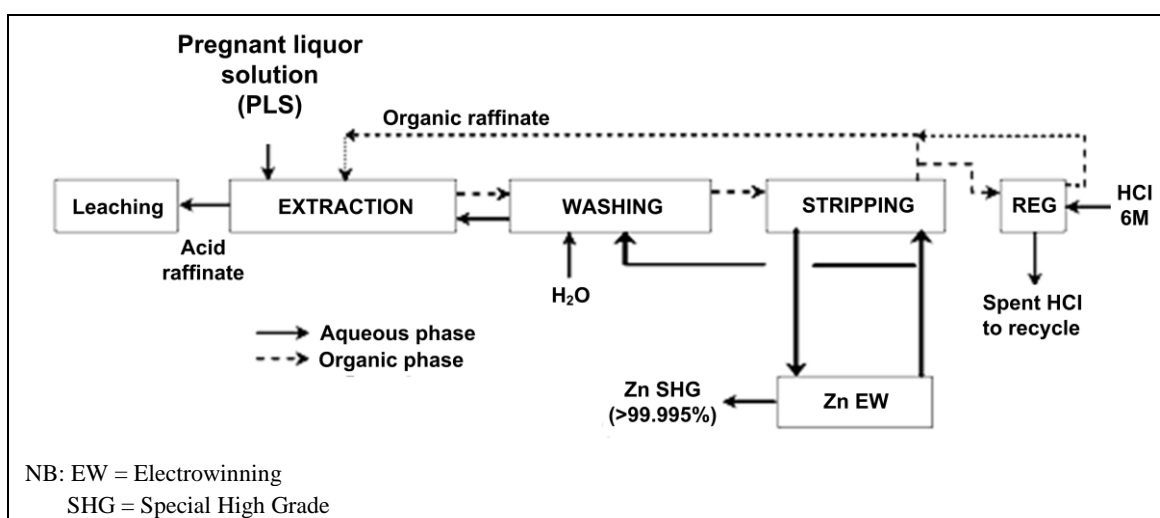 Pregnant liquor
solution
(PLS)
Organic raffinate
Leaching
EXTRACTION
WASHING
STRIPPING
REG
HCl
6M
Acid
raffinate
H₂O
Spent HCl
to recycle
Aqueous phase
Organic phase
Zn SHG
(>99.995%)
Zn EW
NB: EW = Electrowinning
SHG = Special High Grade